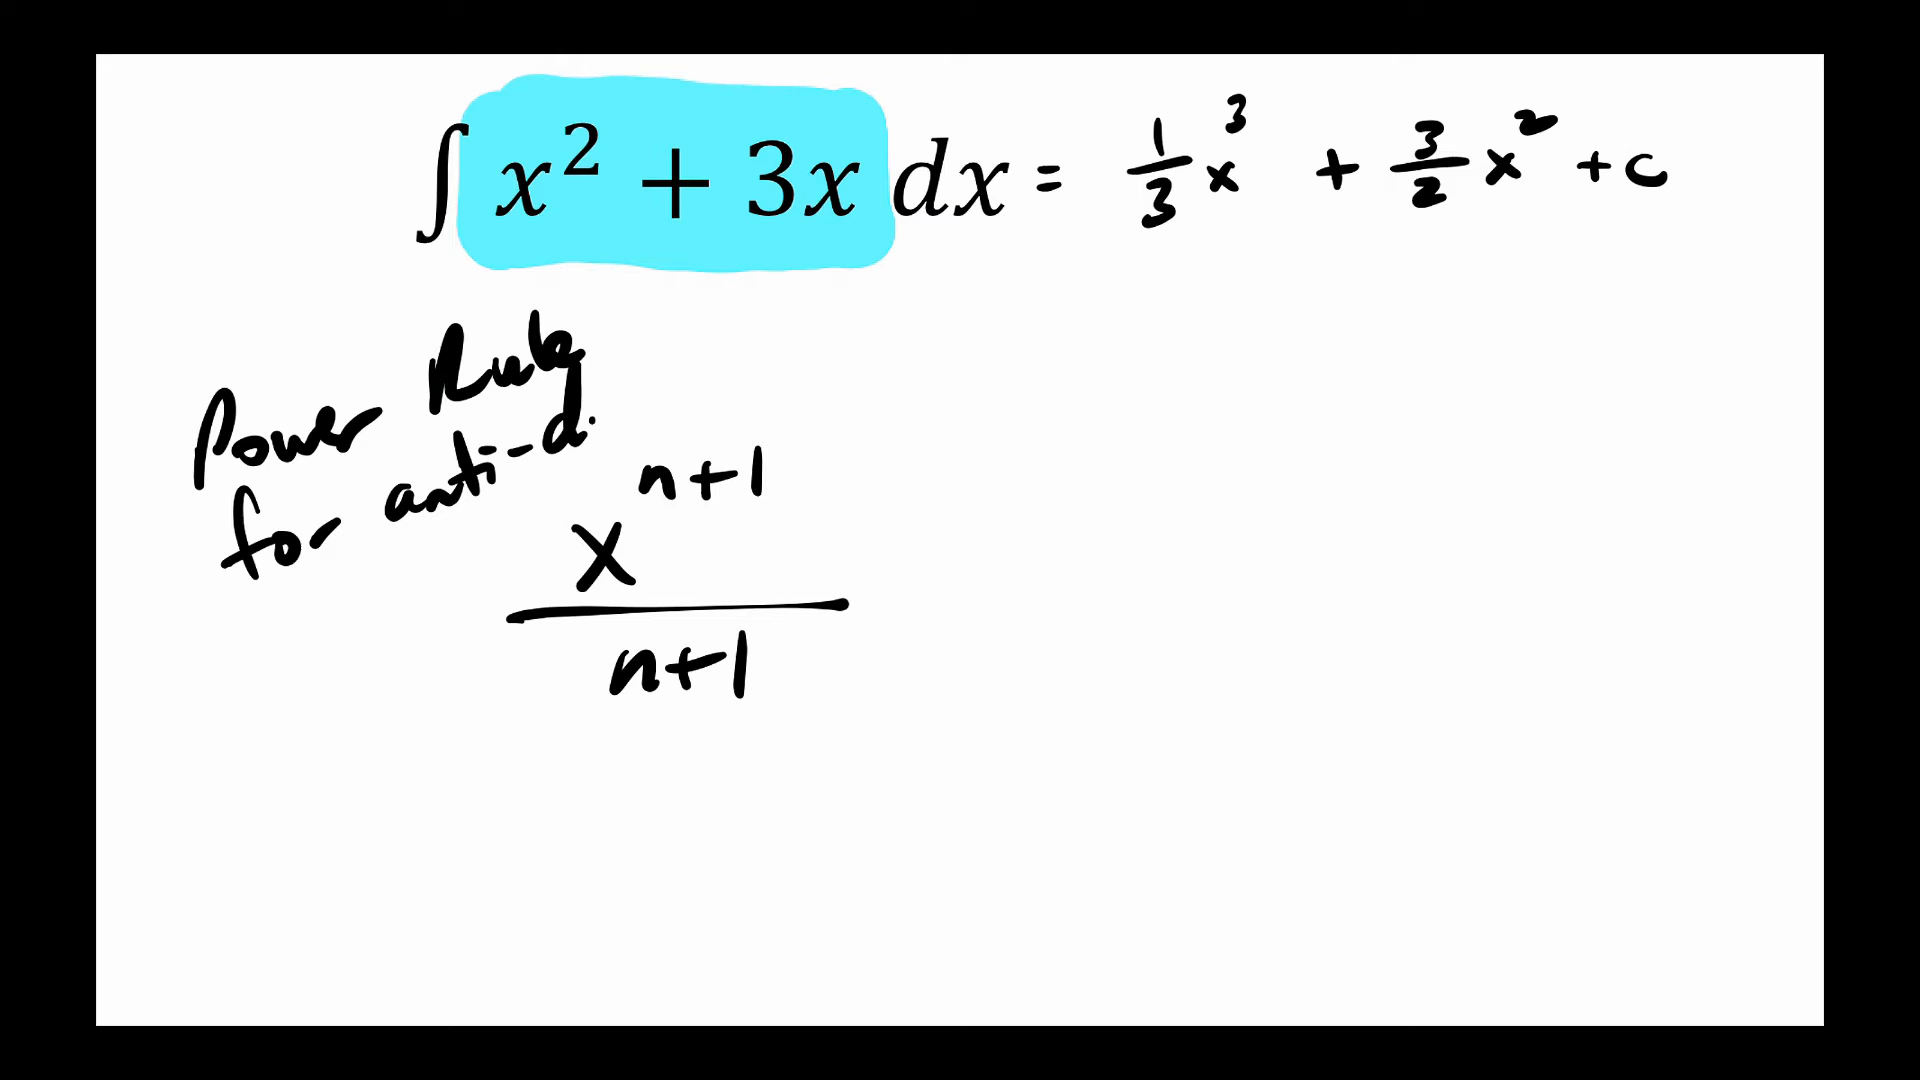 ∫ x² + 3x dx = 1/3 x³ + 3/2 x² + c
Power Rule
for anti-d.
x^(n+1)
n+1